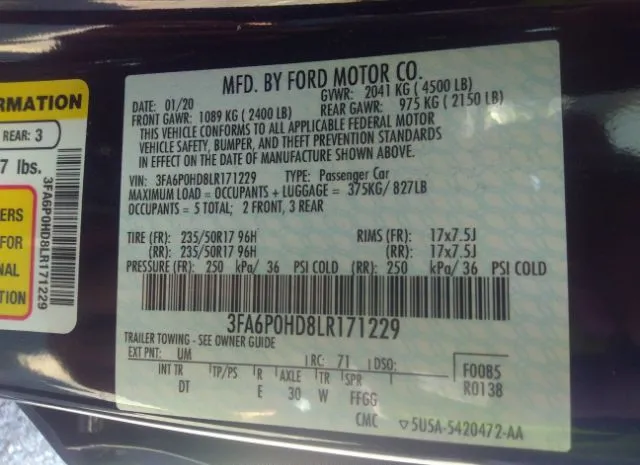 ORMATION
REAR: 3
7 lbs.
ERS
FOR
NAL
N
3FA6P0HD8LR171229
MFD. BY FORD MOTOR CO.
DATE: 01/20 GVWR: 2041 KG ( 4500 LB)
FRONT GAWR: 1089 KG ( 2400 LB) REAR GAWR: 975 KG ( 2150 LB)
THIS VEHICLE CONFORMS TO ALL APPLICABLE FEDERAL MOTOR
VEHICLE SAFETY, BUMPER, AND THEFT PREVENTION STANDARDS
IN EFFECT ON THE DATE OF MANUFACTURE SHOWN ABOVE.
VIN: 3FA6P0HD8LR171229 TYPE: Passenger Car
MAXIMUM LOAD = OCCUPANTS + LUGGAGE = 375KG/ 827LB
OCCUPANTS = 5 TOTAL; 2 FRONT, 3 REAR
TIRE (FR): 235/50R17 96H RIMS (FR): 17x7.5J
(RR): 235/50R17 96H (RR): 17x7.5J
PRESSURE (FR): 250 kPa/ 36 PSI COLD (RR): 250 kPa/ 36 PSI COLD
3FA6P0HD8LR171229
TRAILER TOWING - SEE OWNER GUIDE
EXT PNT: UM RC: 71 DSO: F0085
INT TR TP/PS R AXLE TR SPR R0138
DT E 30 W FFGG
CMC 5U5A-5420472-AA